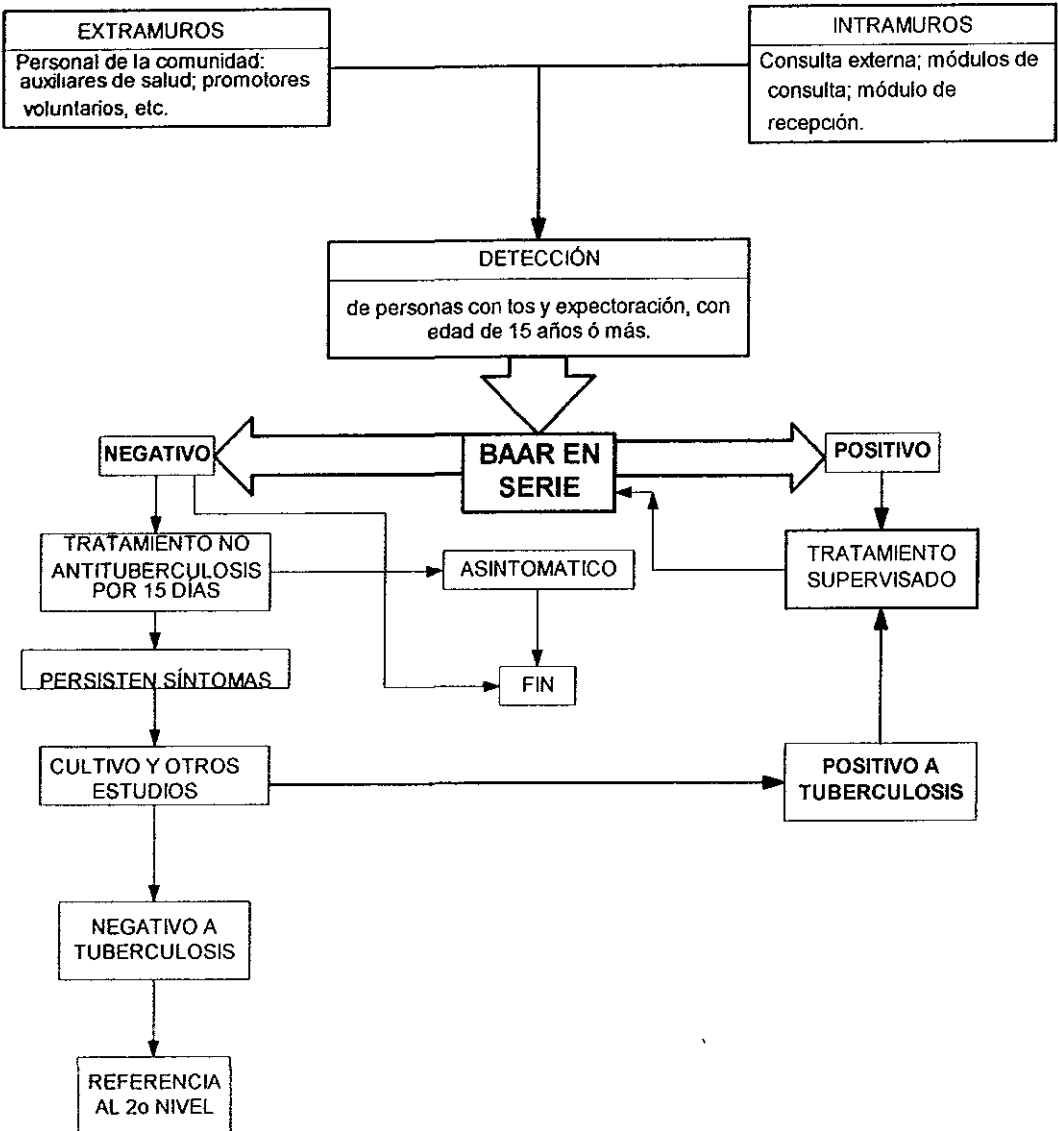 EXTRAMUROS
Personal de la comunidad:
auxiliares de salud; promotores
voluntarios, etc.
INTRAMUROS
Consulta externa; módulos de
consulta; módulo de
recepción.
DETECCIÓN
de personas con tos y expectoración, con
edad de 15 años ó más.
NEGATIVO
BAAR EN
SERIE
POSITIVO
TRATAMIENTO NO
ANTITUBERCULOSIS
POR 15 DÍAS
ASINTOMATICO
TRATAMIENTO
SUPERVISADO
PERSISTEN SÍNTOMAS
FIN
CULTIVO Y OTROS
ESTUDIOS
POSITIVO A
TUBERCULOSIS
NEGATIVO A
TUBERCULOSIS
REFERENCIA
AL 2o NIVEL